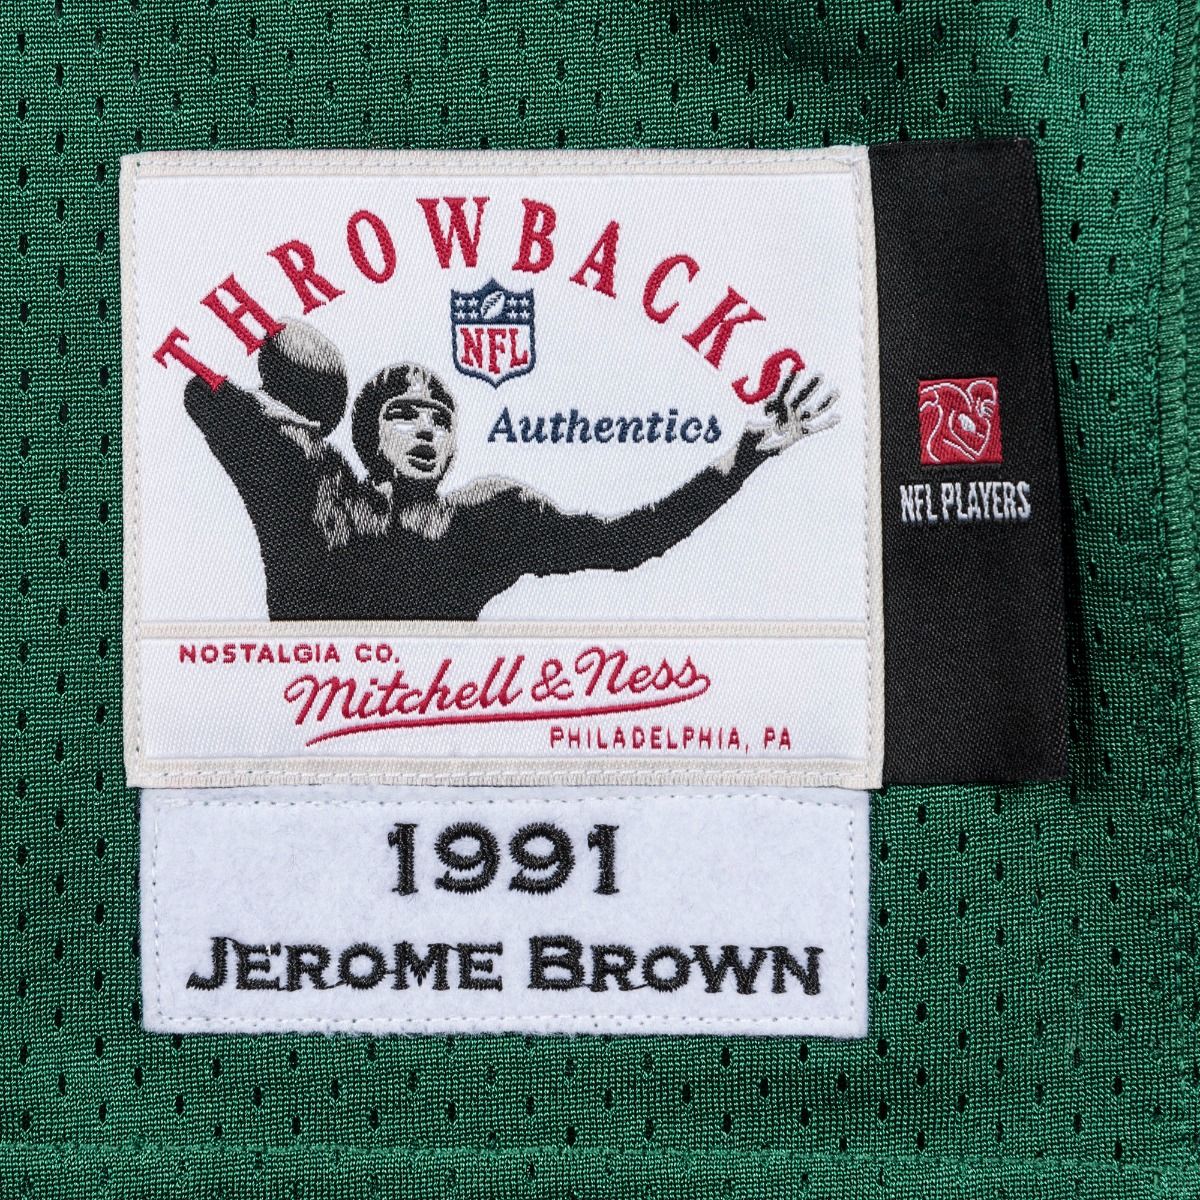 THROWBACKS
NFL
Authentics
NFL PLAYERS
NOSTALGIA CO.
Mitchell & Ness
PHILADELPHIA, PA
1991
JEROME BROWN